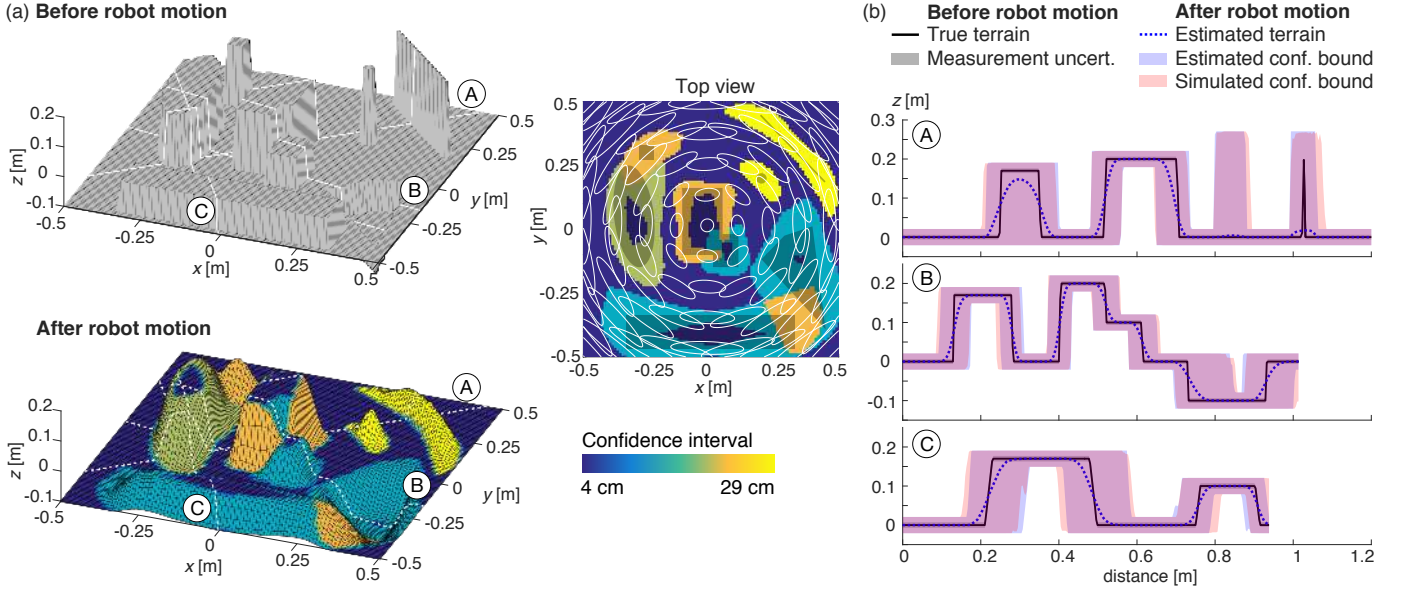 (a) Before robot motion
A
B
C
0.2
0.1
0
-0.1
z [m]
-0.5
-0.25
0
0.25
0.5
x [m]
0.5
0.25
0
-0.25
-0.5
y [m]
After robot motion
A
B
C
0.2
0.1
0
-0.1
z [m]
-0.5
-0.25
0
0.25
0.5
x [m]
0.5
0.25
0
-0.25
-0.5
y [m]
Top view
0.5
0.25
0
-0.25
-0.5
y [m]
-0.5 -0.25 0 0.25 0.5
x [m]
Confidence interval
4 cm 29 cm
(b) Before robot motion
True terrain
Measurement uncert.
After robot motion
Estimated terrain
Estimated conf. bound
Simulated conf. bound
z [m]
0.3
A
0.2
0.1
0
B
0.2
0.1
0
-0.1
C
0.1
0
0 0.2 0.4 0.6 0.8 1 1.2
distance [m]